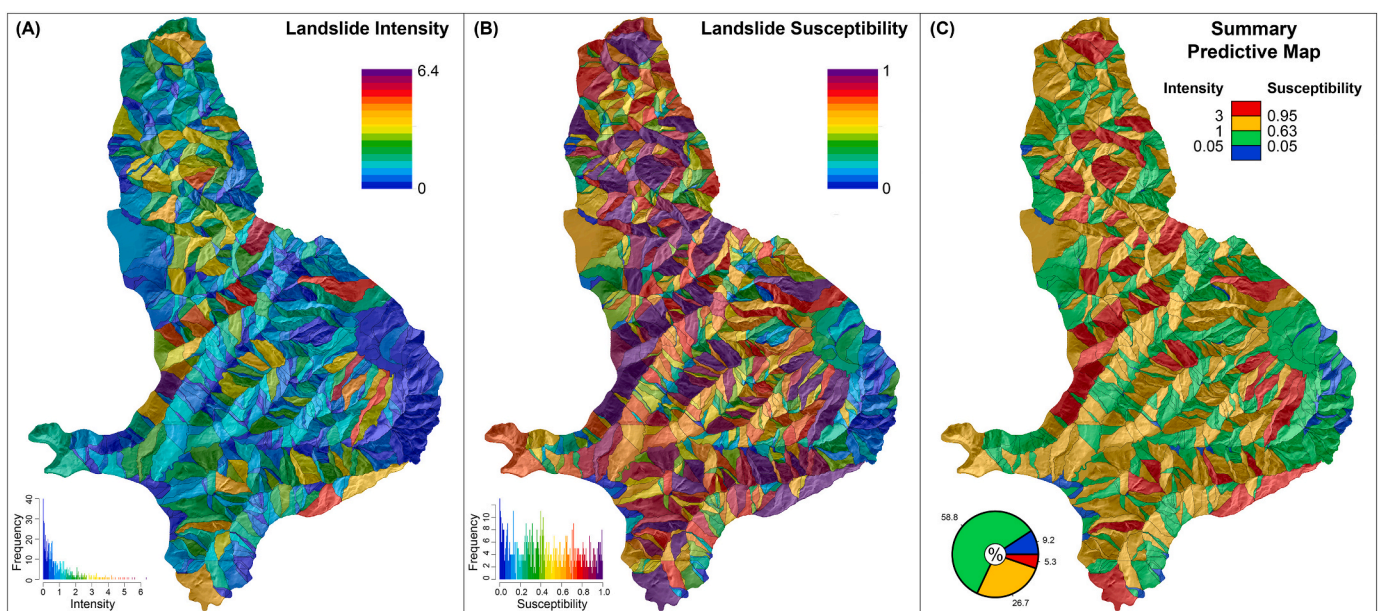 (A)
Landslide Intensity
6.4
0
Frequency
40
30
20
10
0
0 1 2 3 4 5 6
Intensity
(B)
Landslide Susceptibility
1
0
Frequency
10
8
6
4
2
0
0.0 0.2 0.4 0.6 0.8 1.0
Susceptibility
(C)
Summary
Predictive Map
Intensity Susceptibility
3 0.95
1 0.63
0.05 0.05
58.8
9.2
%
5.3
26.7